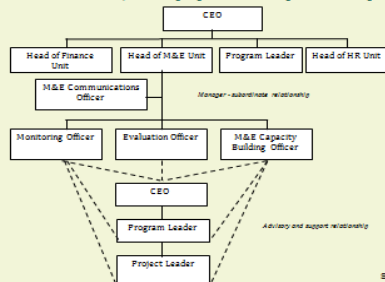 CEO
Head of Finance
Unit
Head of M&E Unit
Program Leader
Head of HR Unit
M&E Communications
Officer
Manager - subordinate relationship
Monitoring Officer
Evaluation Officer
M&E Capacity
Building Officer
CEO
Program Leader
Advisory and support relationship
Project Leader